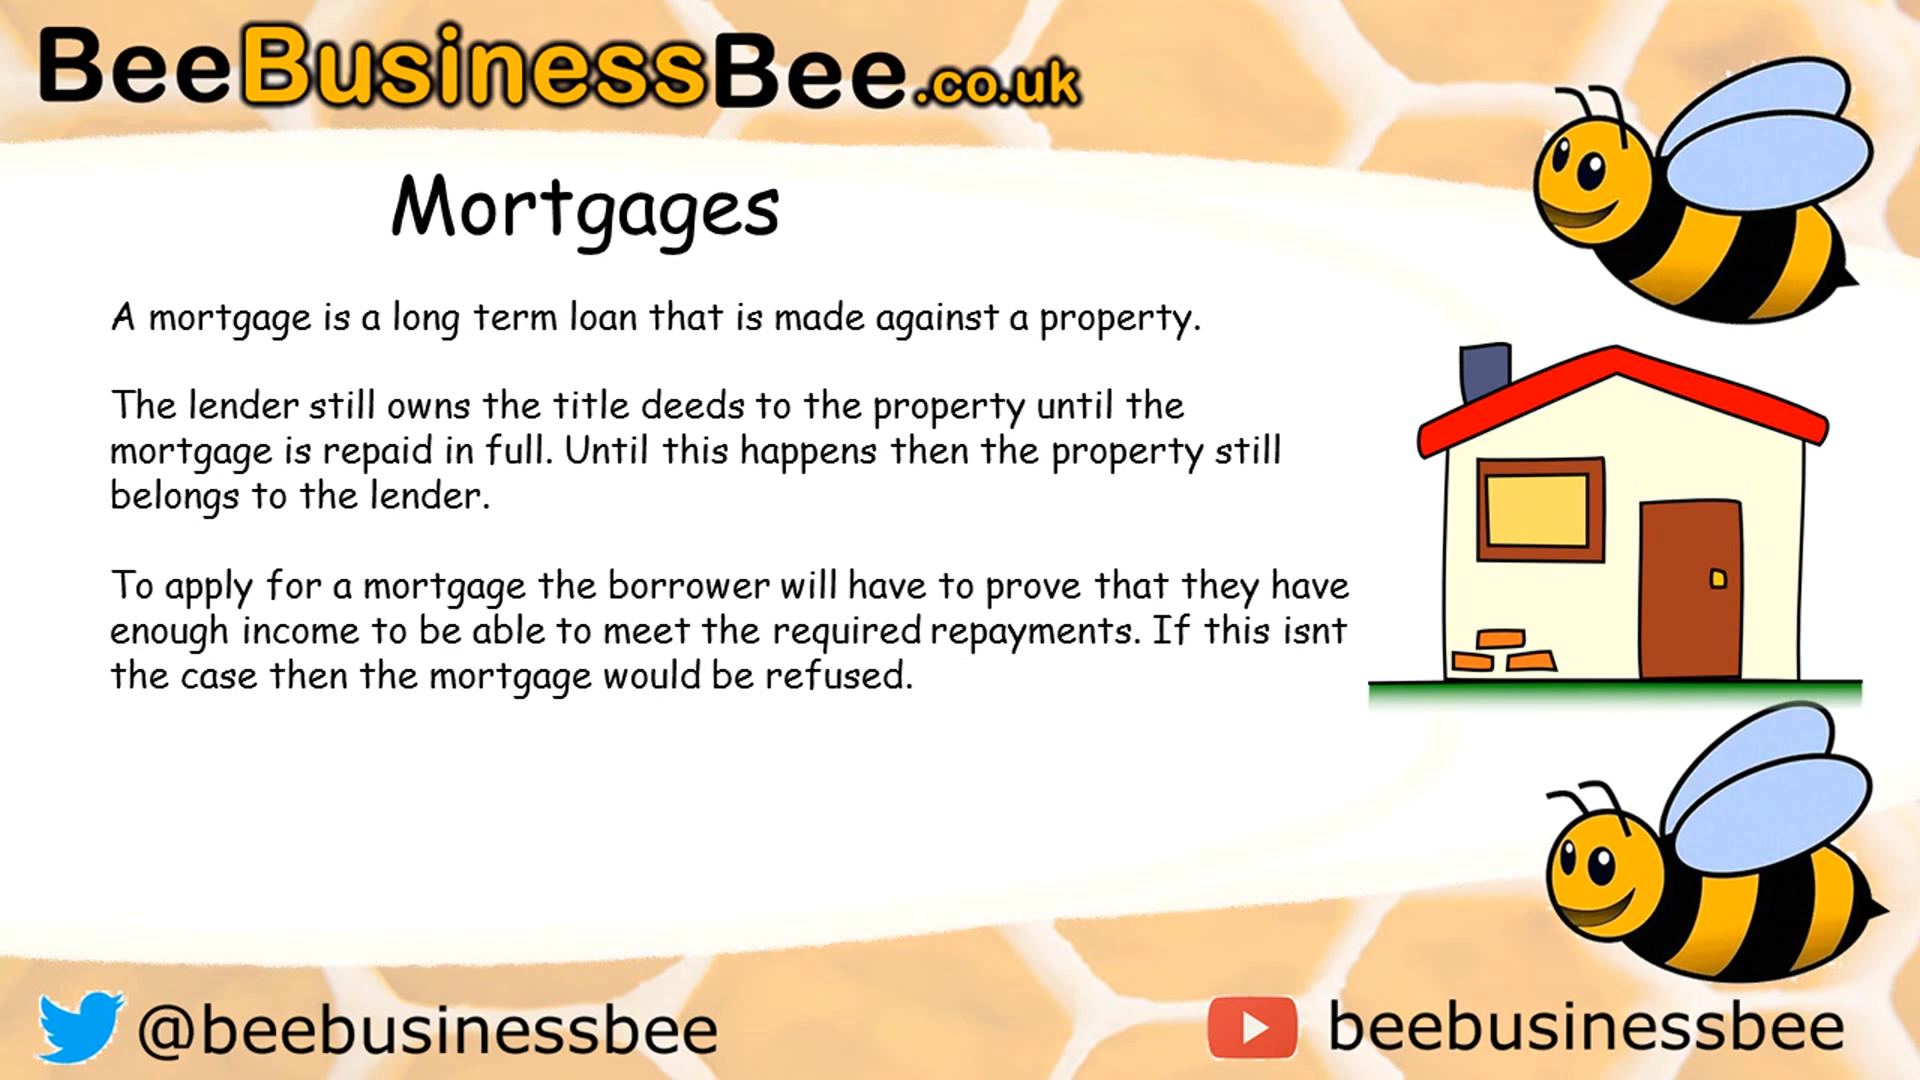 BeeBusinessBee.co.uk
Mortgages
A mortgage is a long term loan that is made against a property.
The lender still owns the title deeds to the property until the
mortgage is repaid in full. Until this happens then the property still
belongs to the lender.
To apply for a mortgage the borrower will have to prove that they have
enough income to be able to meet the required repayments. If this isnt
the case then the mortgage would be refused.
@beebusinessbee
beebusinessbee